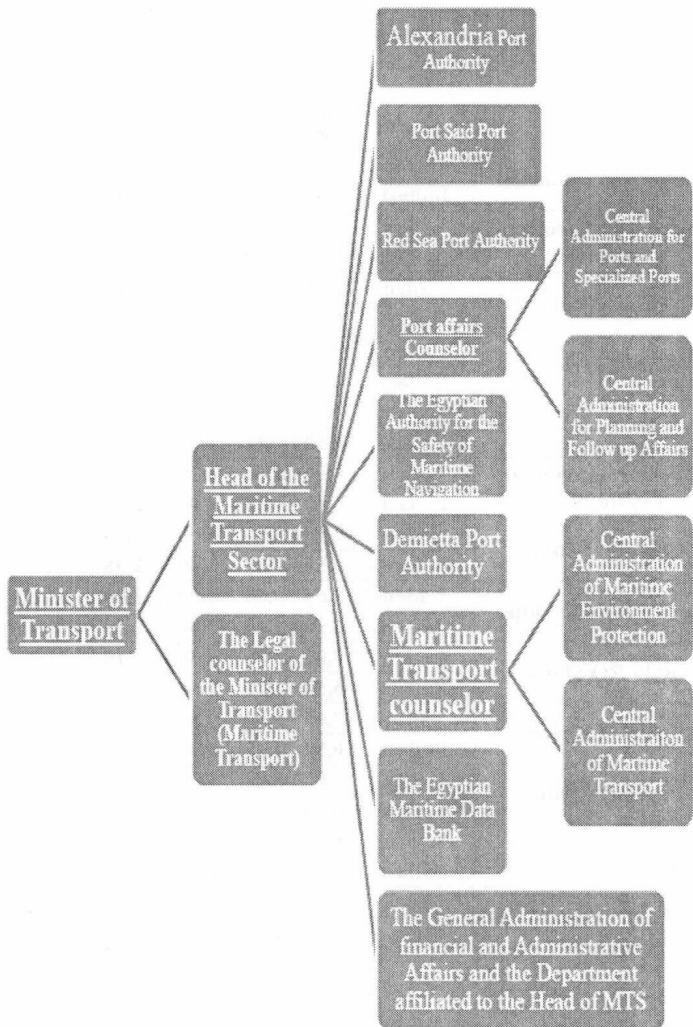 Minister of
Transport
Head of the
Maritime
Transport
Sector
The Legal
counselor of
the Minister of
Transport
(Maritime
Transport)
Alexandria Port
Authority
Port Said Port
Authority
Red Sea Port Authority
Port affairs
Counselor
The Egyptian
Authority for the
Safety of
Maritime
Navigation
Demietta Port
Authority
Maritime
Transport
counselor
The Egyptian
Maritime Data
Bank
The General Administration of
financial and Administrative
Affairs and the Department
affiliated to the Head of MTS
Central
Administration for
Ports and
Specialized Ports
Central
Administration
for Planning and
Follow up Affairs
Central
Administration
of Maritime
Environment
Protection
Central
Administraiton
of Martime
Transport